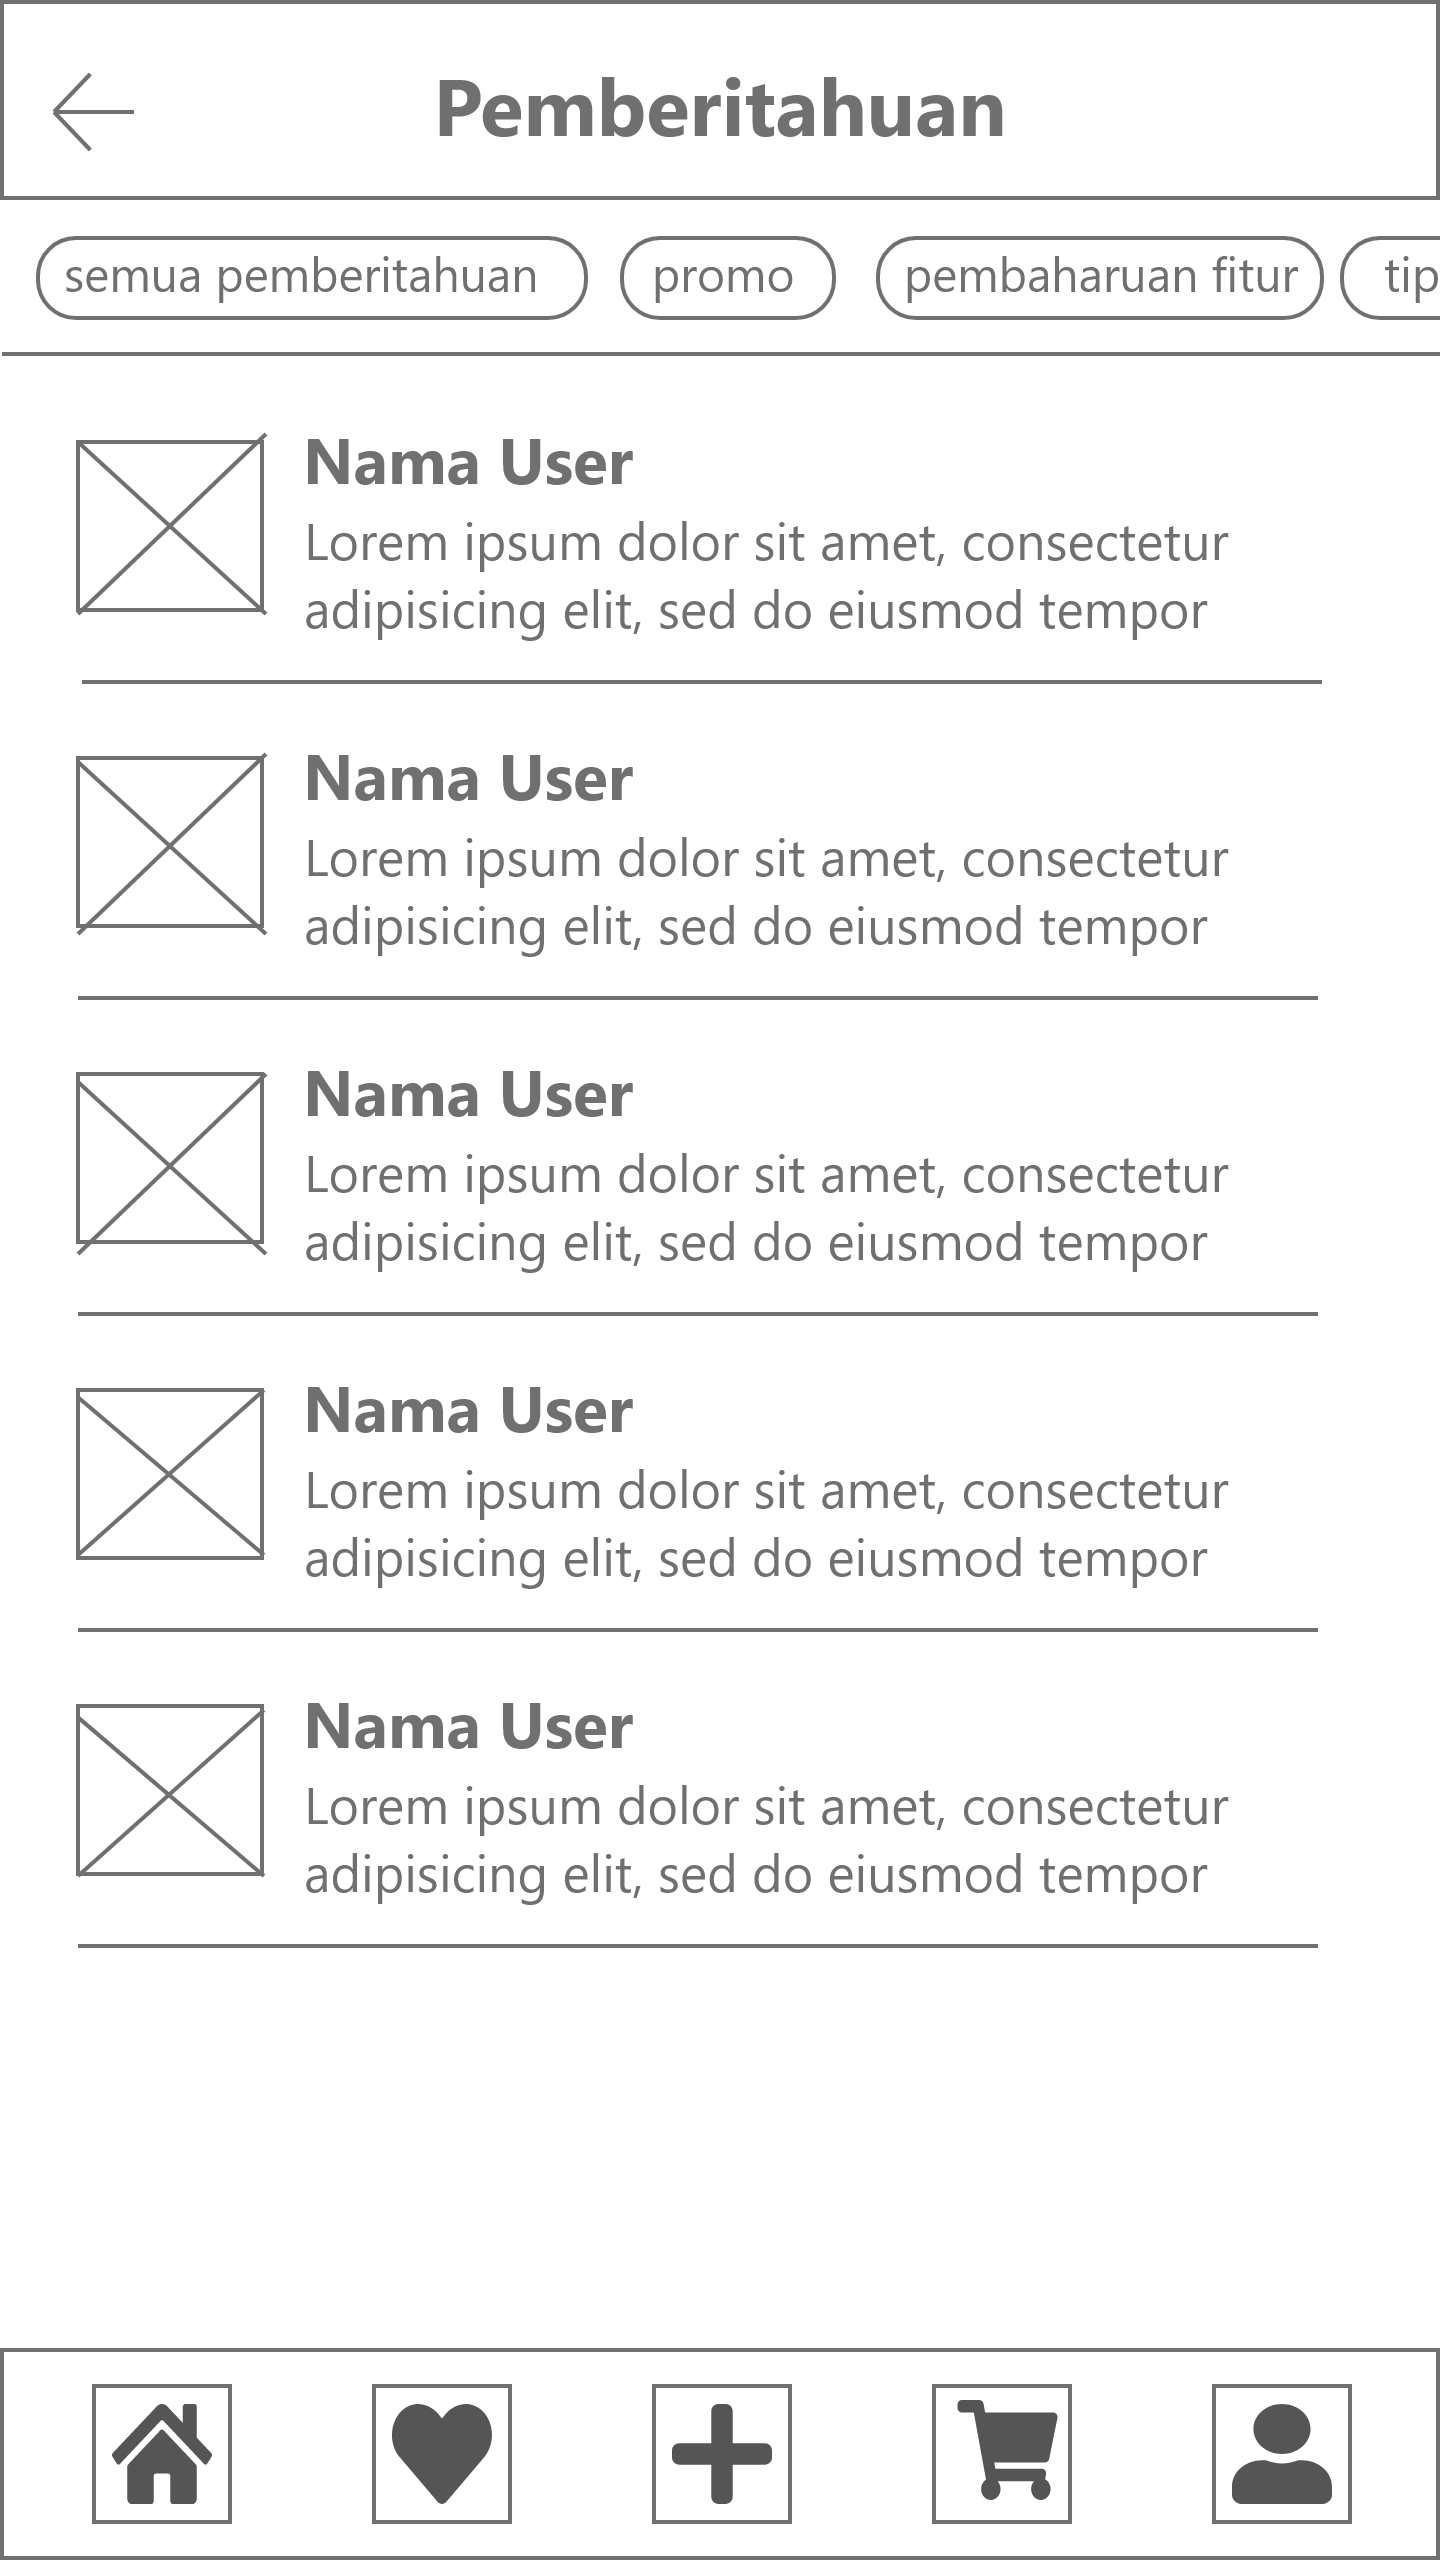 Pemberitahuan
semua pemberitahuan
promo
pembaharuan fitur
tip
Nama User
Lorem ipsum dolor sit amet, consectetur
adipisicing elit, sed do eiusmod tempor
Nama User
Lorem ipsum dolor sit amet, consectetur
adipisicing elit, sed do eiusmod tempor
Nama User
Lorem ipsum dolor sit amet, consectetur
adipisicing elit, sed do eiusmod tempor
Nama User
Lorem ipsum dolor sit amet, consectetur
adipisicing elit, sed do eiusmod tempor
Nama User
Lorem ipsum dolor sit amet, consectetur
adipisicing elit, sed do eiusmod tempor